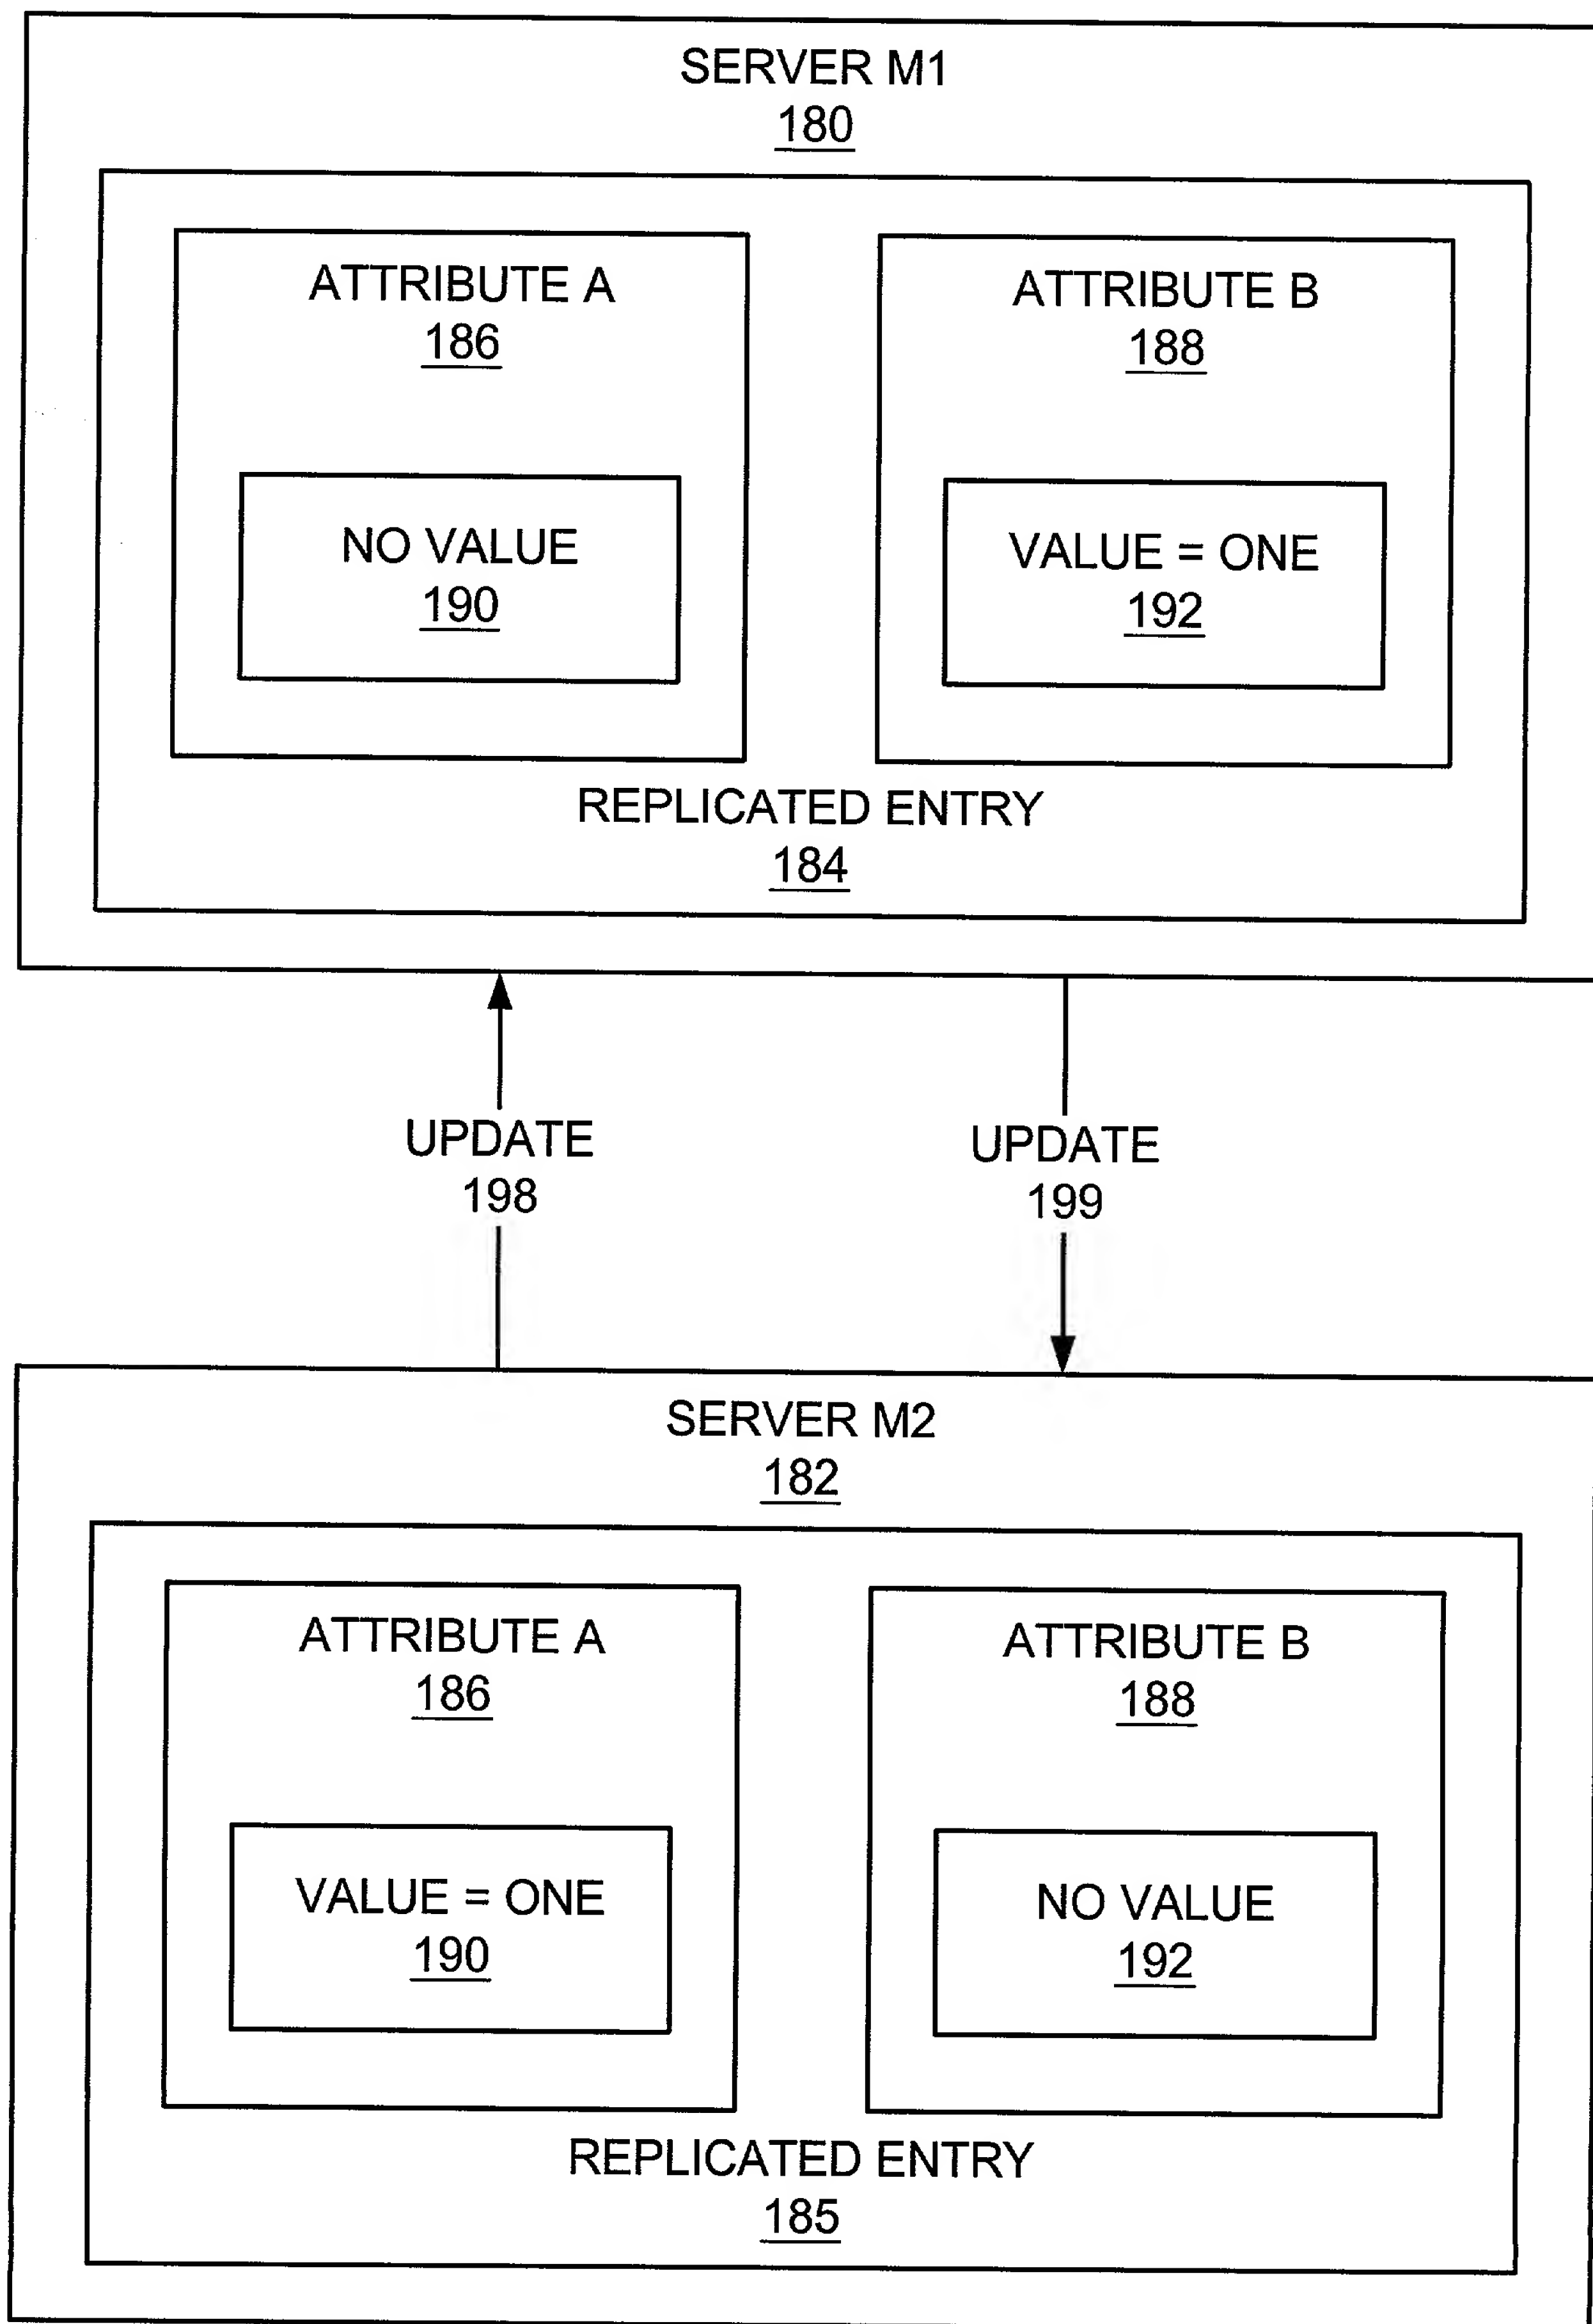 SERVER M1
180
ATTRIBUTE A
186
NO VALUE
190
ATTRIBUTE B
188
VALUE = ONE
192
REPLICATED ENTRY
184
UPDATE
198
UPDATE
199
SERVER M2
182
ATTRIBUTE A
186
VALUE = ONE
190
ATTRIBUTE B
188
NO VALUE
192
REPLICATED ENTRY
185